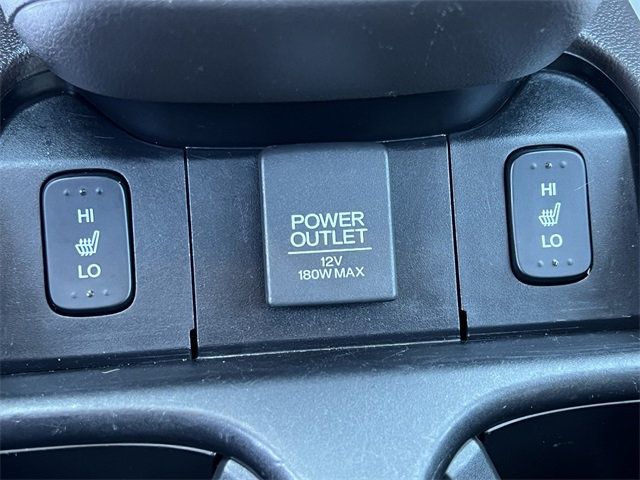 HI
LO
POWER
OUTLET
12V
180W MAX
HI
LO